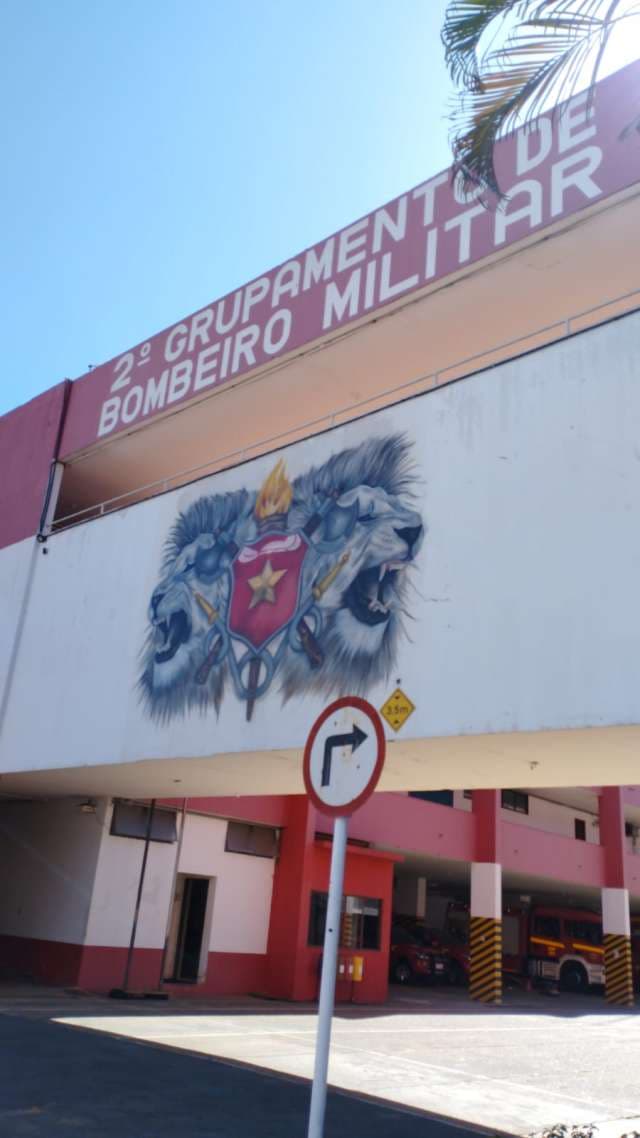 2º GRUPAMENTO DE
BOMBEIRO MILITAR
3,5m